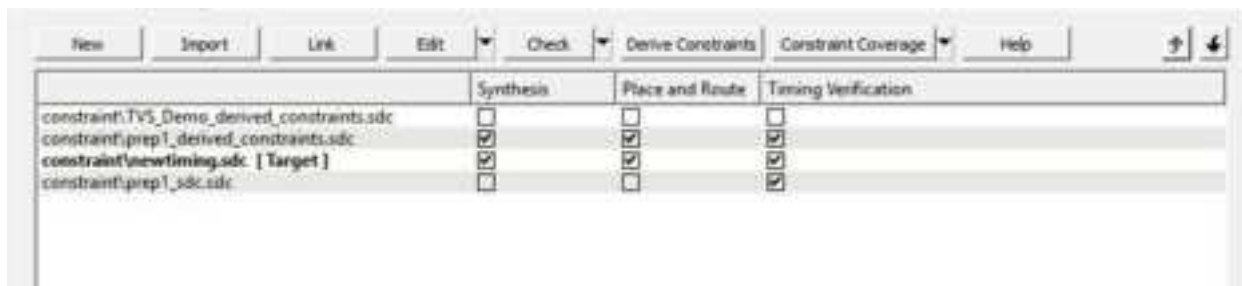 New Import Link Edit Check Derive Constraints Constraint Coverage Help
Synthesis Place and Route Timing Verification
constraint\TVS_Demo_derived_constraints.sdc
constraint\prep1_derived_constraints.sdc
constraint\newtiming.sdc [ Target ]
constraint\prep1_sdc.sdc